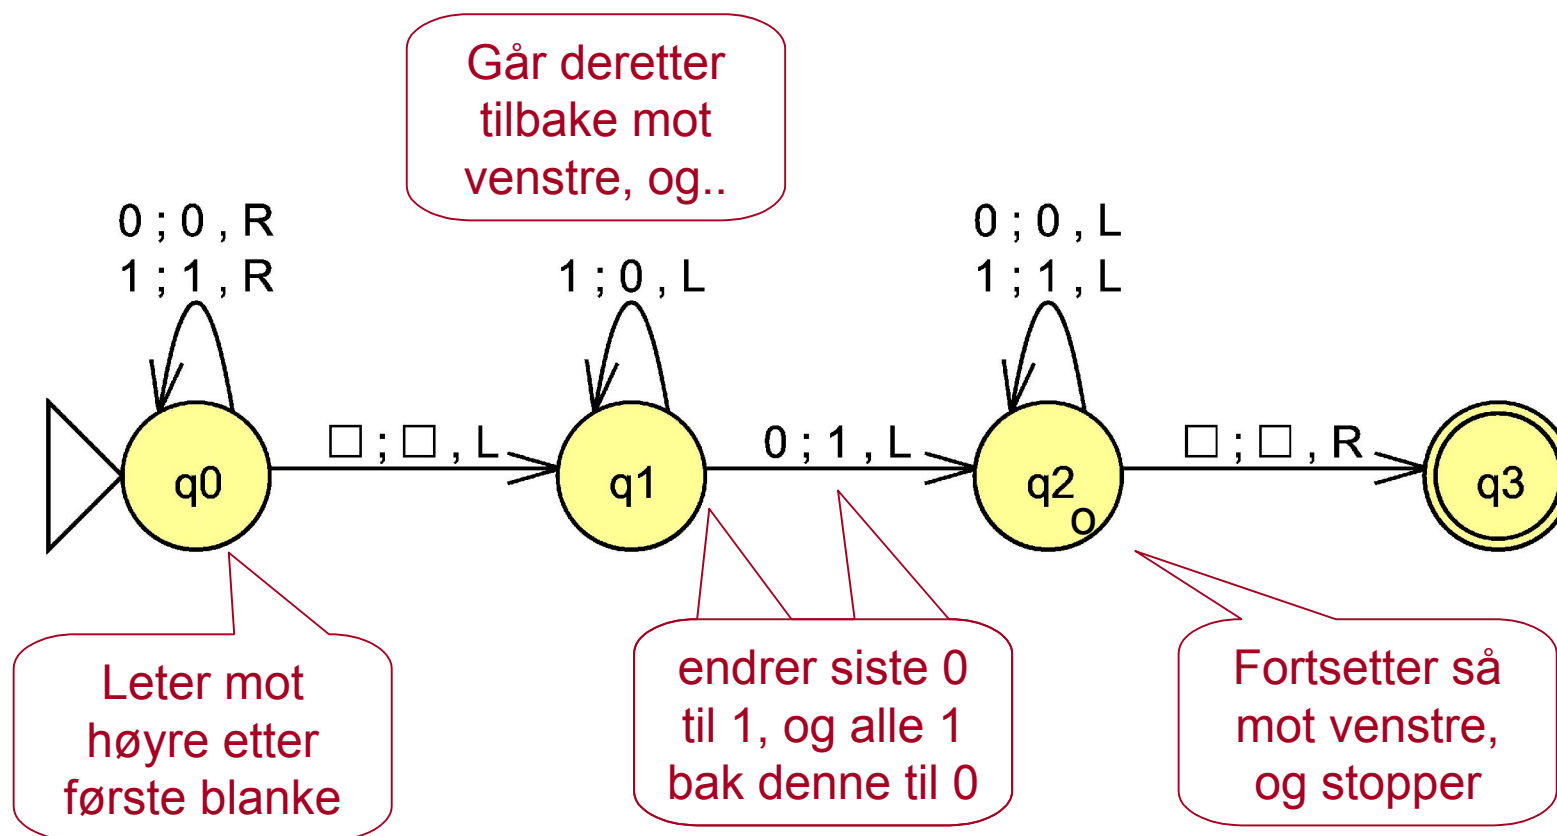 Går deretter
tilbake mot
venstre, og..
0 ; 0 , R
1 ; 1 , R
1 ; 0 , L
0 ; 0 , L
1 ; 1 , L
q0
□ ; □ , L
q1
0 ; 1 , L
q2
o
□ ; □ , R
q3
Leter mot
høyre etter
første blanke
endrer siste 0
til 1, og alle 1
bak denne til 0
Fortsetter så
mot venstre,
og stopper